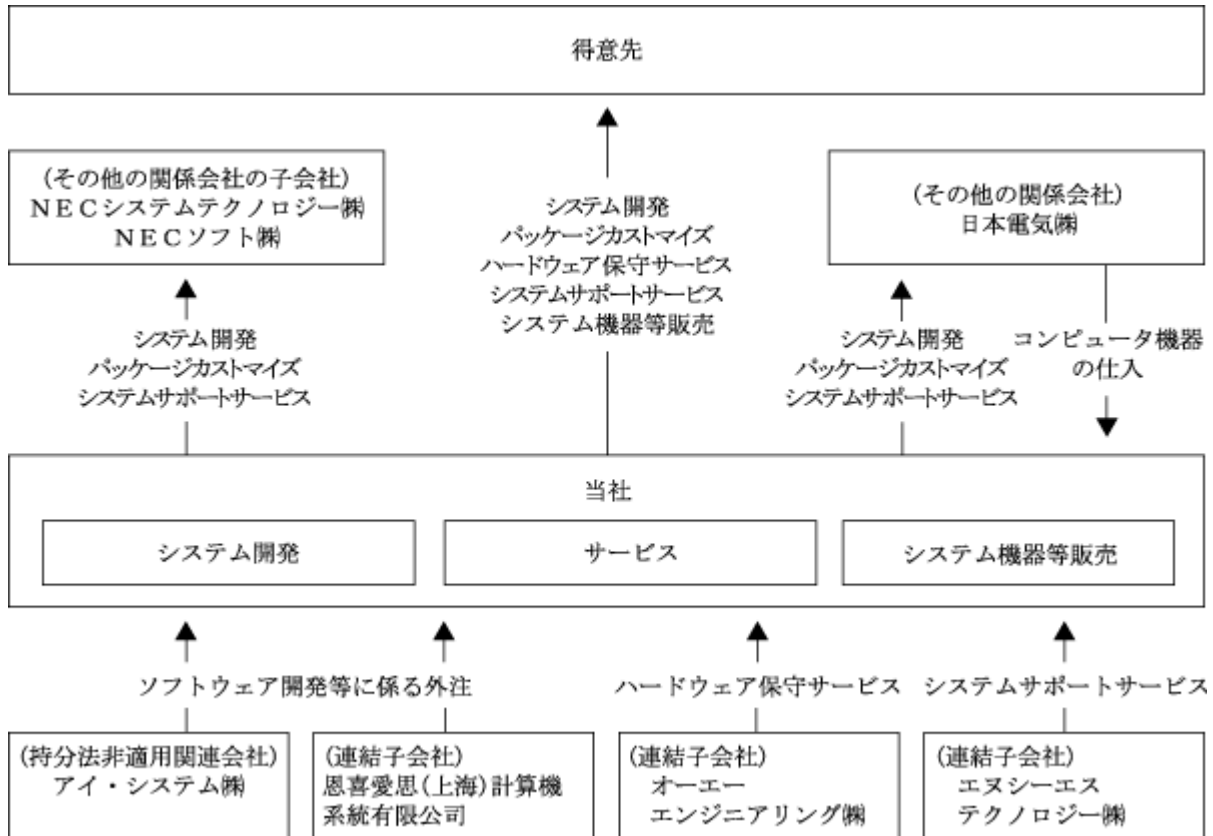 得意先
(その他の関係会社の子会社)
NECシステムテクノロジー㈱
NECソフト㈱
システム開発
パッケージカストマイズ
ハードウェア保守サービス
システムサポートサービス
システム機器等販売
(その他の関係会社)
日本電気㈱
システム開発
パッケージカストマイズ
システムサポートサービス
システム開発
パッケージカストマイズ
システムサポートサービス
コンピュータ機器
の仕入
当社
システム開発
サービス
システム機器等販売
ソフトウェア開発等に係る外注
ハードウェア保守サービス
システムサポートサービス
(持分法非適用関連会社)
アイ・システム㈱
(連結子会社)
恩喜愛思(上海)計算機
系統有限公司
(連結子会社)
オーエー
エンジニアリング㈱
(連結子会社)
エヌシーエス
テクノロジー㈱